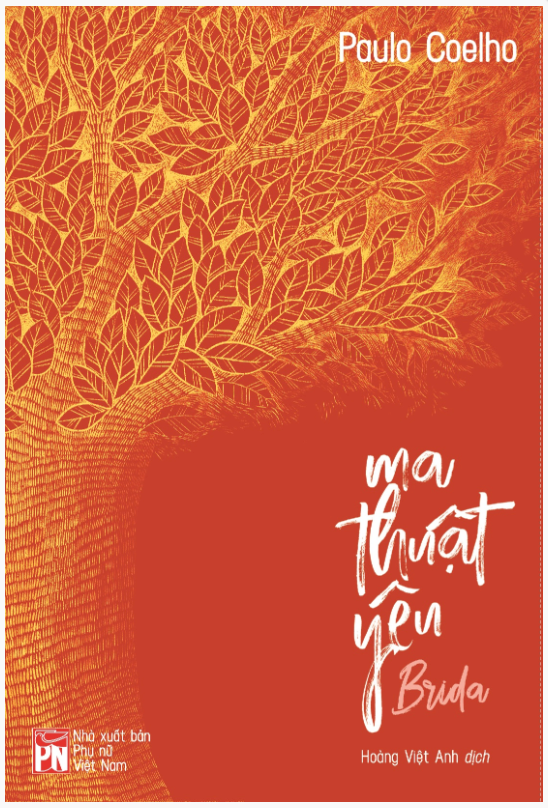 Paulo Coelho
ma
thuật
yêu
Brida
Hoàng Việt Anh dịch
PN
Nhà xuất bản
Phụ nữ
Việt Nam